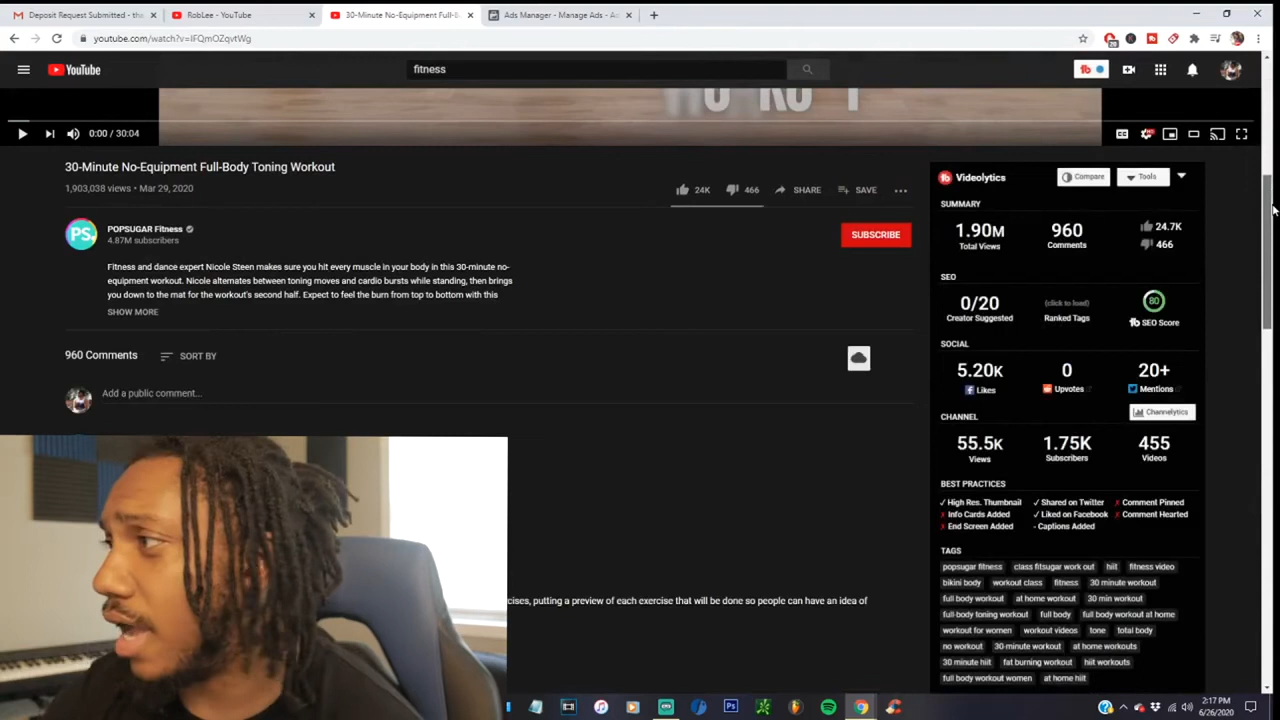 Deposit Request Submitted - tha
RobLee - YouTube
30-Minute No-Equipment Full-B
Ads Manager - Manage Ads - Ad
youtube.com/watch?v=IFQmOZqvtWg
YouTube
fitness
0:00 / 30:04
CC
30-Minute No-Equipment Full-Body Toning Workout
1,903,038 views • Mar 29, 2020
24K 466 SHARE SAVE
PS.
POPSUGAR Fitness
4.87M subscribers
SUBSCRIBE
Fitness and dance expert Nicole Steen makes sure you hit every muscle in your body in this 30-minute no-
equipment workout. Nicole alternates between toning moves and cardio bursts while standing, then brings
you down to the mat for the workout's second half. Expect to feel the burn from top to bottom with this
SHOW MORE
960 Comments SORT BY
Add a public comment...
cises, putting a preview of each exercise that will be done so people can have an idea of
Videolytics Compare Tools
SUMMARY
1.90M 960 24.7K
Total Views Comments 466
SEO
0/20 (click to load) 80
Creator Suggested Ranked Tags SEO Score
SOCIAL
5.20K 0 20+
Likes Upvotes Mentions
CHANNEL Channelytics
55.5K 1.75K 455
Views Subscribers Videos
BEST PRACTICES
✓ High Res. Thumbnail ✓ Shared on Twitter ✗ Comment Pinned
✗ Info Cards Added ✓ Liked on Facebook ✗ Comment Hearted
✗ End Screen Added - Captions Added
TAGS
popsugar fitness class fitsugar work out hiit fitness video
bikini body workout class fitness 30 minute workout
full body workout at home workout 30 min workout
full-body toning workout full body full body workout at home
workout for women workout videos tone total body
no workout 30-minute workout at home workouts
30 minute hiit fat burning workout hiit workouts
full body workout women at home hiit
Ps
2:17 PM
6/26/2020